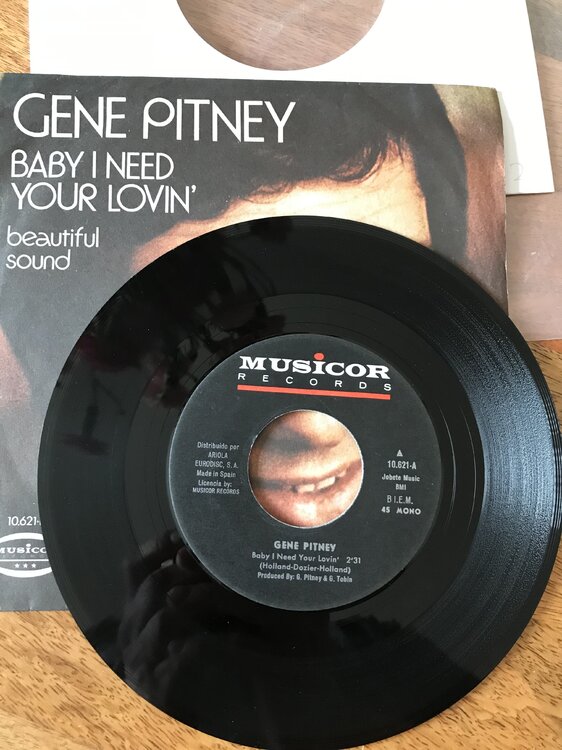 GENE PITNEY
BABY I NEED
YOUR LOVIN'
beautiful
sound
10.621-
MUSICOR
RECORDS
Distribuido por
ARIOLA
EURODISC, S. A.
Made in Spain
Licencia by:
MUSICOR RECORDS
10.621-A
Jobete Music
BMI
B I.E.M.
45 MONO
GENE PITNEY
Baby I Need Your Lovin' 2'31
(Holland-Dozier-Holland)
Produced By: G. Pitney & G. Tobin
MUSICO